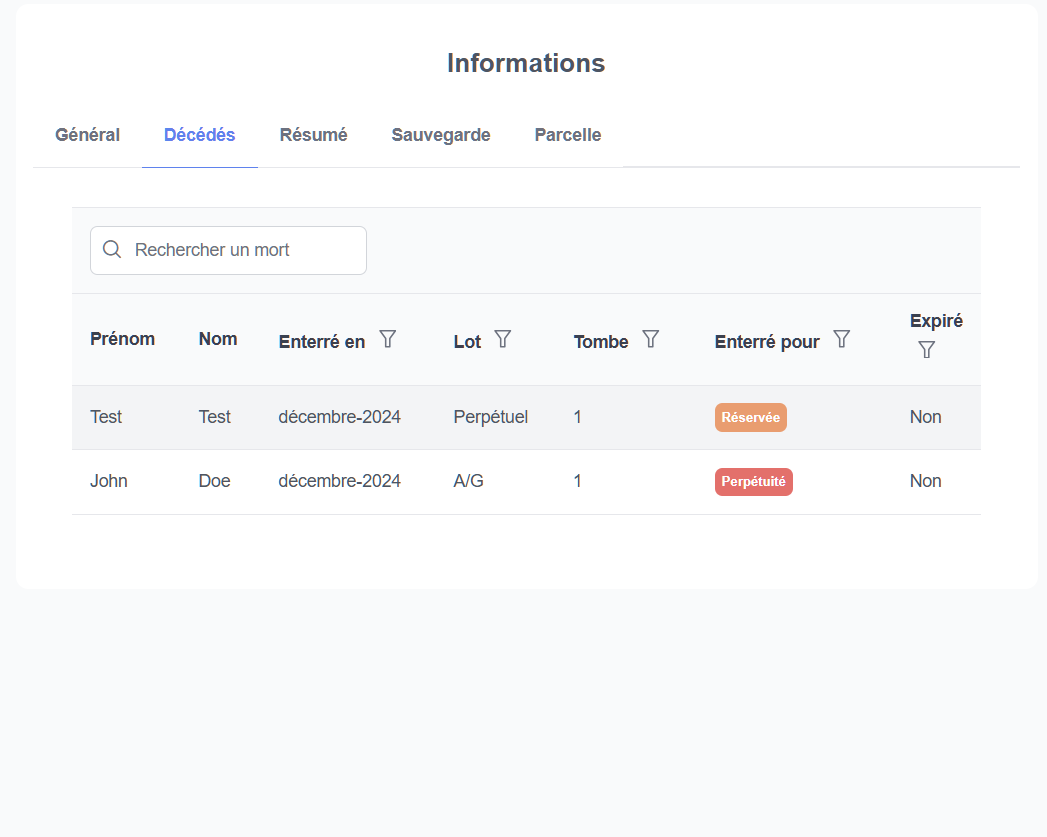 Informations
Général Décédés Résumé Sauvegarde Parcelle
Rechercher un mort
Prénom Nom Enterré en Lot Tombe Enterré pour Expiré
Test Test décembre-2024 Perpétuel 1 Réservée Non
John Doe décembre-2024 A/G 1 Perpétuité Non